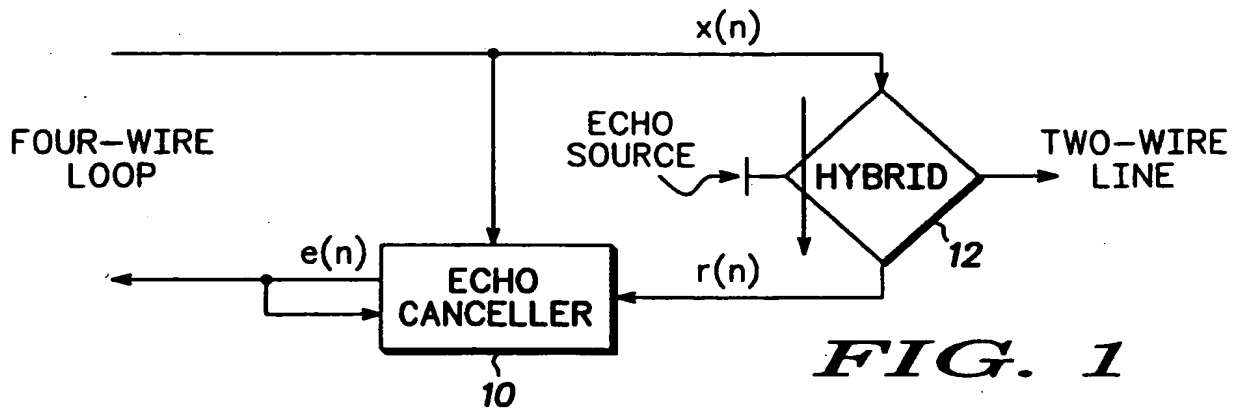 x(n)
FOUR-WIRE
LOOP
ECHO
SOURCE
HYBRID
TWO-WIRE
LINE
12
e(n)
ECHO
CANCELLER
r(n)
10
FIG. 1